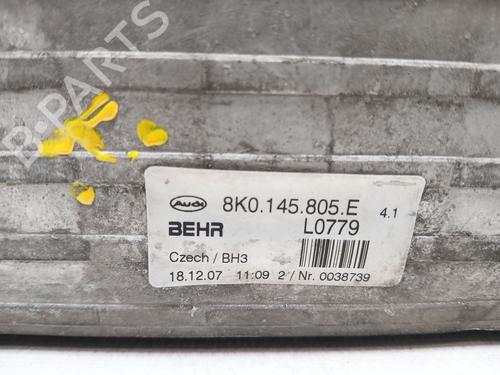 B-PARTS
Audi 8K0.145.805.E 4.1
BEHR L0779
Czech / BH3
18.12.07 11:09 2 / Nr. 0038739